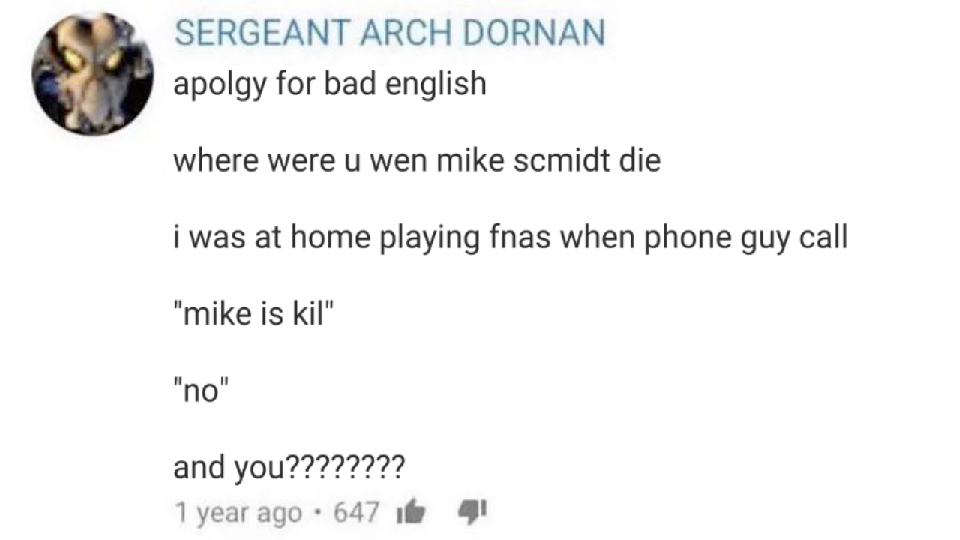 SERGEANT ARCH DORNAN
apolgy for bad english
where were u wen mike scmidt die
i was at home playing fnas when phone guy call
"mike is kil"
"no"
and you????????
1 year ago • 647